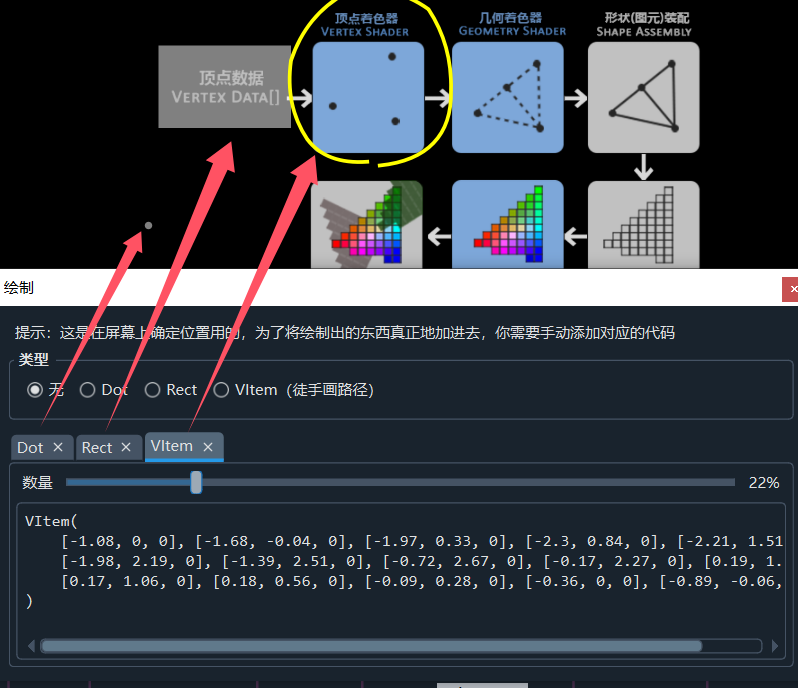 顶点着色器
VERTEX SHADER
几何着色器
GEOMETRY SHADER
形状(图元)装配
SHAPE ASSEMBLY
顶点数据
VERTEX DATA[]
绘制
提示：这是在屏幕上确定位置用的，为了将绘制出的东西真正地加进去，你需要手动添加对应的代码
类型
无 Dot Rect VItem（徒手画路径）
Dot × Rect × VItem ×
数量 22%
VItem(
[-1.08, 0, 0], [-1.68, -0.04, 0], [-1.97, 0.33, 0], [-2.3, 0.84, 0], [-2.21, 1.51
[-1.98, 2.19, 0], [-1.39, 2.51, 0], [-0.72, 2.67, 0], [-0.17, 2.27, 0], [0.19, 1.
[0.17, 1.06, 0], [0.18, 0.56, 0], [-0.09, 0.28, 0], [-0.36, 0, 0], [-0.89, -0.06,
)